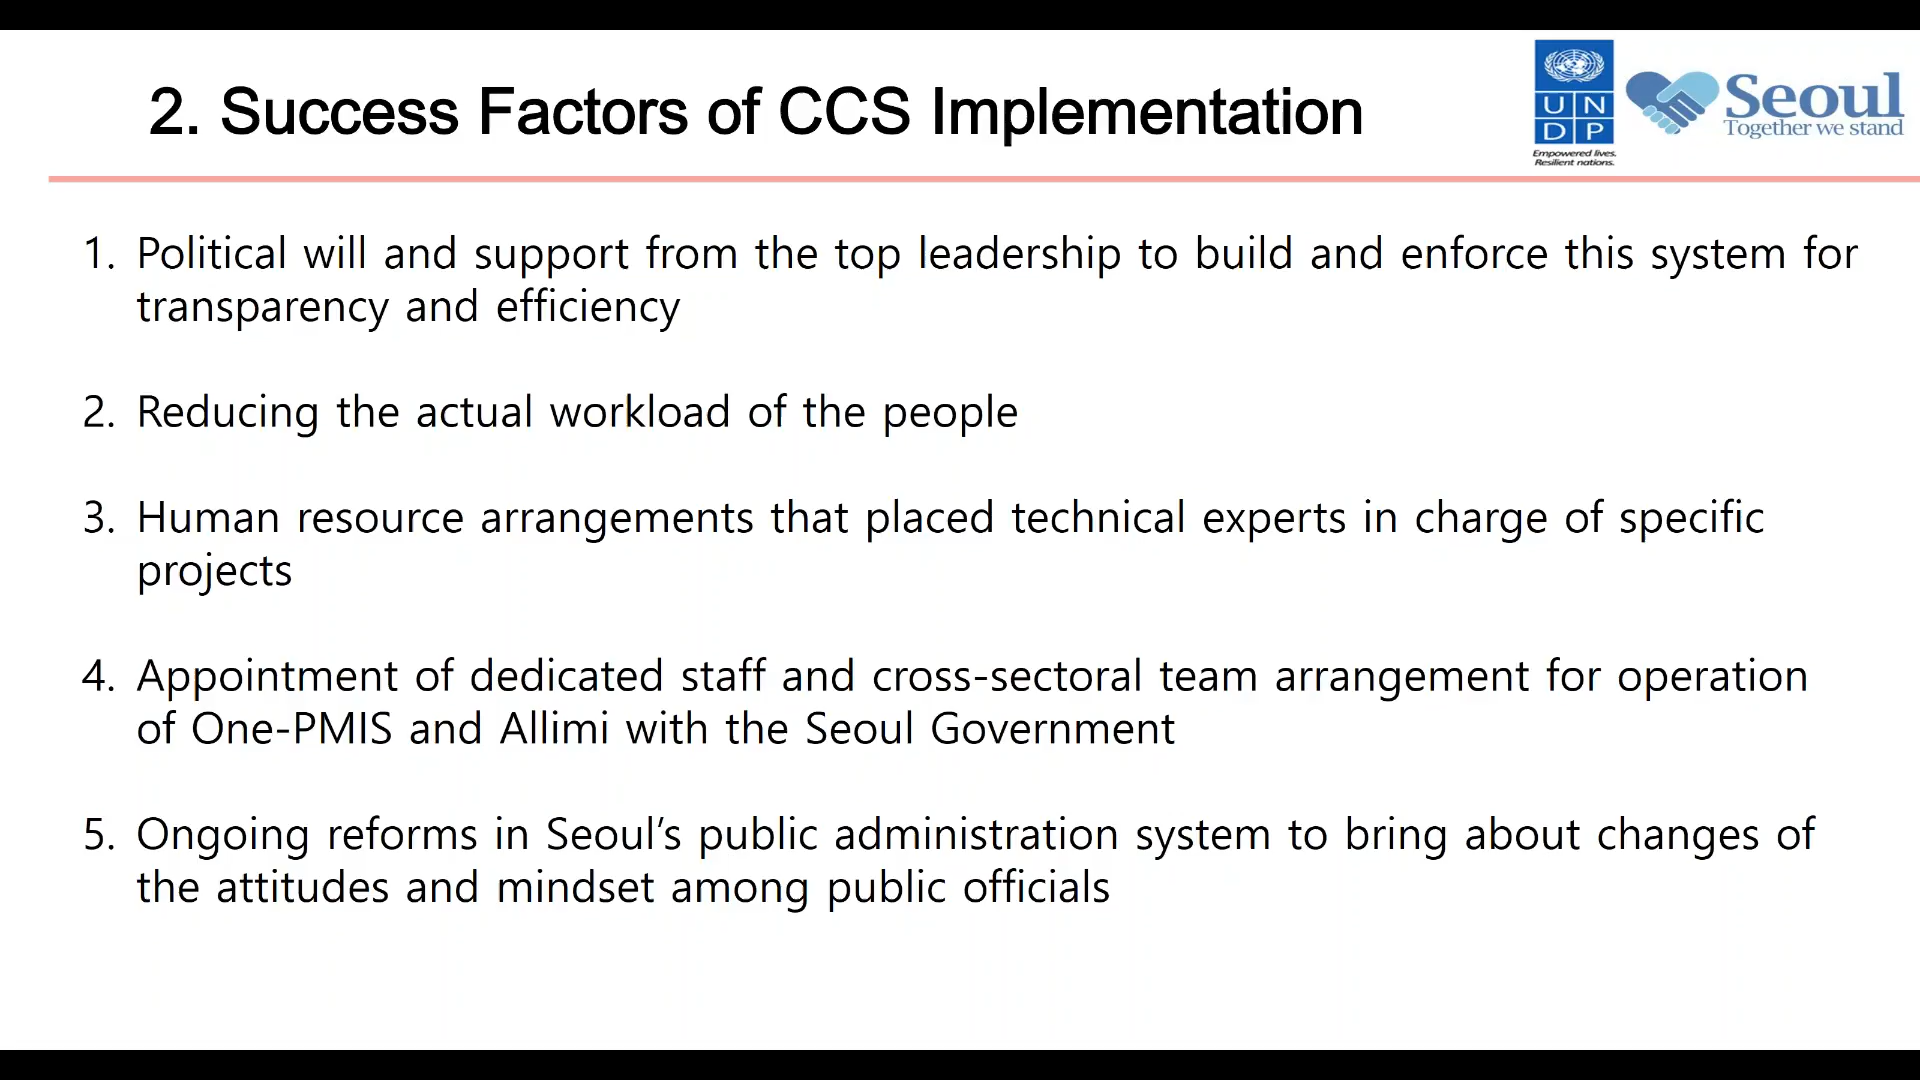 2. Success Factors of CCS Implementation
UN
DP
Empowered lives.
Resilient nations.
Seoul
Together we stand
1. Political will and support from the top leadership to build and enforce this system for
transparency and efficiency
2. Reducing the actual workload of the people
3. Human resource arrangements that placed technical experts in charge of specific
projects
4. Appointment of dedicated staff and cross-sectoral team arrangement for operation
of One-PMIS and Allimi with the Seoul Government
5. Ongoing reforms in Seoul’s public administration system to bring about changes of
the attitudes and mindset among public officials